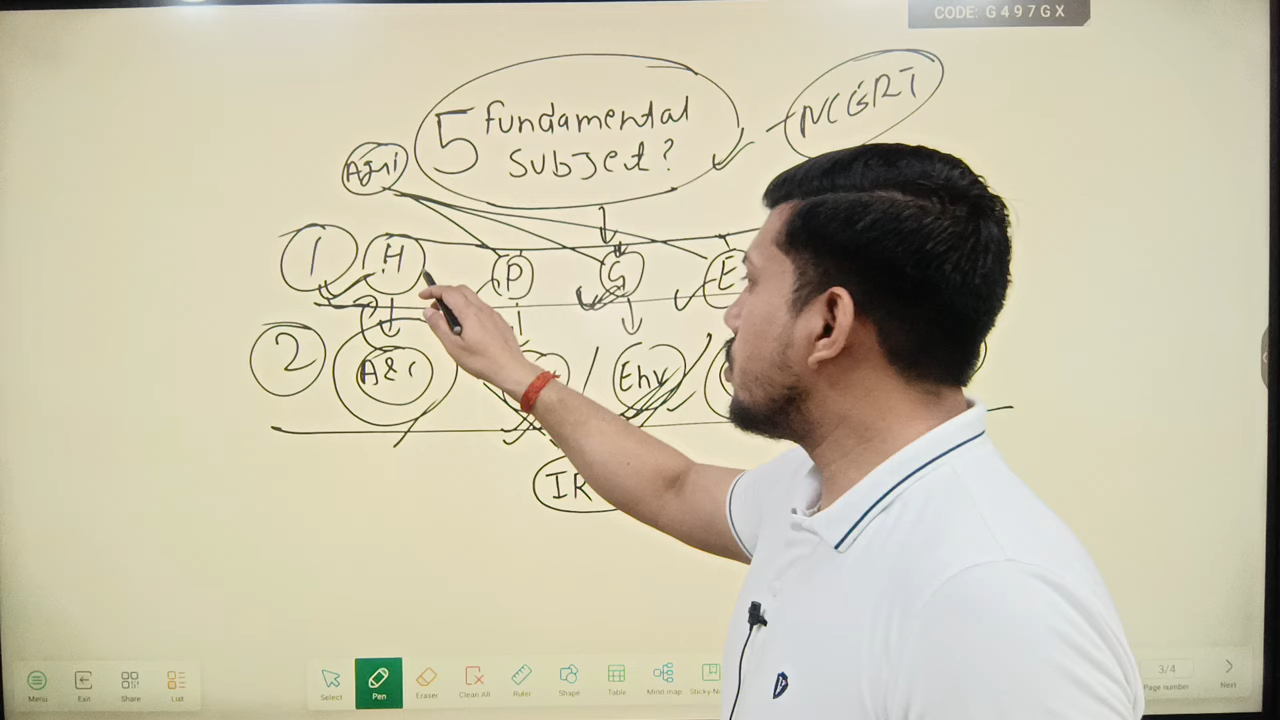 CODE: G497GX
5 Fundamental
Subject?
NCERT
Agri
1 H P G E
2 A&C Env
IR
Menu Exit Share List Select Pen Eraser Clean All Ruler Shape Table Mind map Page number Next
3/4